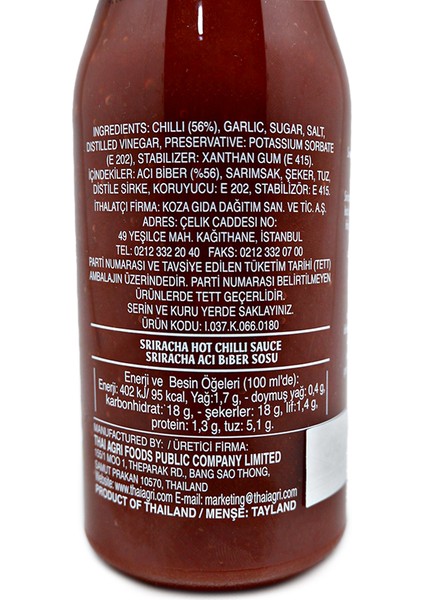 INGREDIENTS: CHILLI (56%), GARLIC, SUGAR, SALT,
DISTILLED VINEGAR, PRESERVATIVE: POTASSIUM SORBATE
(E 202), STABILIZER: XANTHAN GUM (E 415).
İÇİNDEKİLER: ACI BİBER (%56), SARIMSAK, ŞEKER, TUZ,
DİSTİLE SİRKE, KORUYUCU: E 202, STABİLİZÖR: E 415.
İTHALATÇI FİRMA: KOZA GIDA DAĞITIM SAN. VE TİC. A.Ş.
ADRES: ÇELİK CADDESİ NO:
49 YEŞİLCE MAH. KAĞITHANE, İSTANBUL
TEL: 0212 332 20 40 FAKS: 0212 332 07 00
PARTİ NUMARASI VE TAVSİYE EDİLEN TÜKETİM TARİHİ (TETT)
AMBALAJIN ÜZERİNDEDİR. PARTİ NUMARASI BELİRTİLMEYEN
ÜRÜNLERDE TETT GEÇERLİDİR.
SERİN VE KURU YERDE SAKLAYINIZ.
ÜRÜN KODU: I.037.K.066.0180
SRIRACHA HOT CHILLI SAUCE
SRIRACHA ACI BIBER SOSU
Enerji ve Besin Öğeleri (100 ml'de):
Enerji: 402 kJ/ 95 kcal, Yağ:1,7 g, - doymuş yağ: 0,4 g,
karbonhidrat: 18 g, - şekerler: 18 g, lif:1,4 g,
protein: 1,3 g, tuz: 5,1 g.
MANUFACTURED BY: / ÜRETİCİ FİRMA:
THAI AGRI FOODS PUBLIC COMPANY LIMITED
155/1 MOO 1, THEPARAK RD., BANG SAO THONG,
SAMUT PRAKAN 10570, THAILAND
Website: www.thaiagri.com E-mail: marketing@thaiagri.com
PRODUCT OF THAILAND / MENŞE: TAYLAND